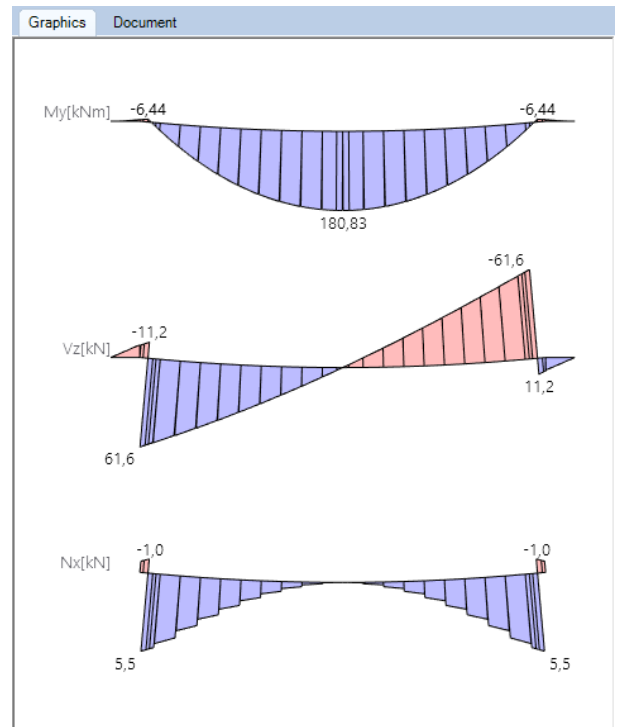 Graphics Document
My[kNm] -6,44 -6,44
180,83
-61,6
-11,2
Vz[kN]
11,2
61,6
-1,0 -1,0
Nx[kN]
5,5 5,5